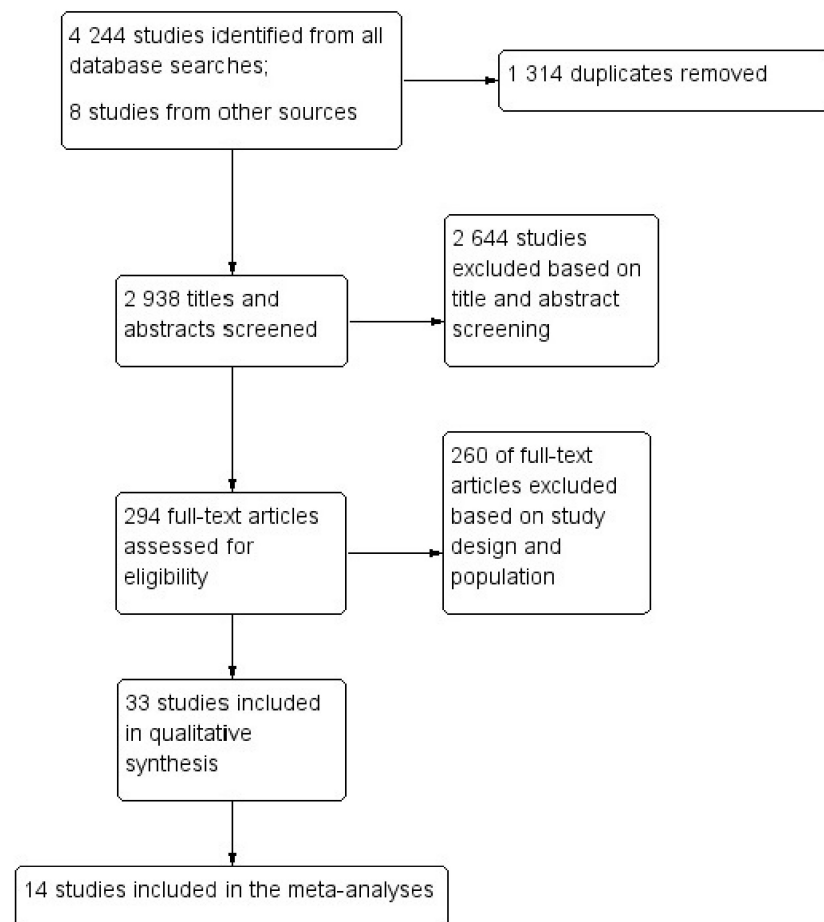 4 244 studies identified from all
database searches;
8 studies from other sources
1 314 duplicates removed
2 938 titles and
abstracts screened
2 644 studies
excluded based on
title and abstract
screening
294 full-text articles
assessed for
eligibility
260 of full-text
articles excluded
based on study
design and
population
33 studies included
in qualitative
synthesis
14 studies included in the meta-analyses